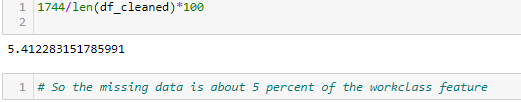 1 1744/len(df_cleaned)*100
2
5.412283151785991
1 # So the missing data is about 5 percent of the workclass feature